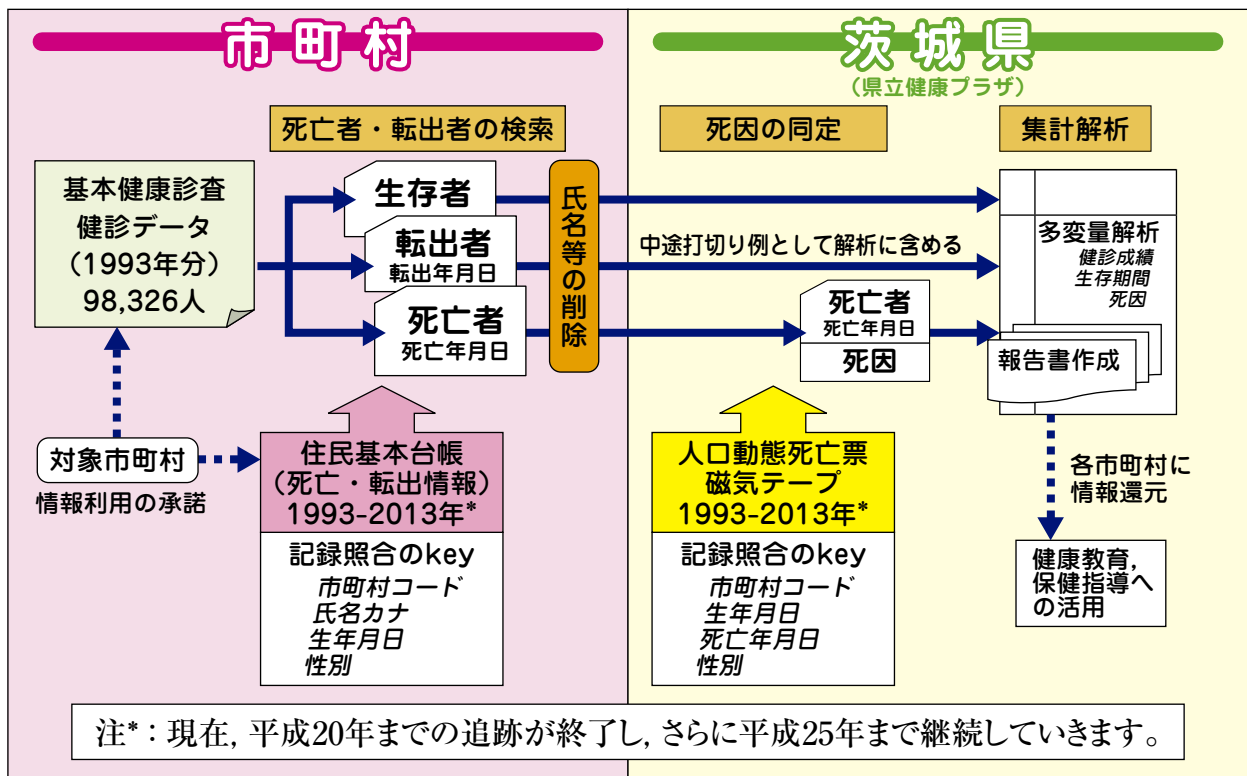 市町村
茨城県
（県立健康プラザ）
死亡者・転出者の検索
死因の同定
集計解析
基本健康診査
健診データ
（1993年分）
98,326人
生存者
転出者
転出年月日
死亡者
死亡年月日
氏名等の削除
中途打切り例として解析に含める
死亡者
死亡年月日
死因
多変量解析
健診成績
生存期間
死因
報告書作成
対象市町村
情報利用の承諾
住民基本台帳
（死亡・転出情報）
1993-2013年*
記録照合のkey
市町村コード
氏名カナ
生年月日
性別
人口動態死亡票
磁気テープ
1993-2013年*
記録照合のkey
市町村コード
生年月日
死亡年月日
性別
各市町村に
情報還元
健康教育,
保健指導へ
の活用
注*：現在, 平成20年までの追跡が終了し, さらに平成25年まで継続していきます。